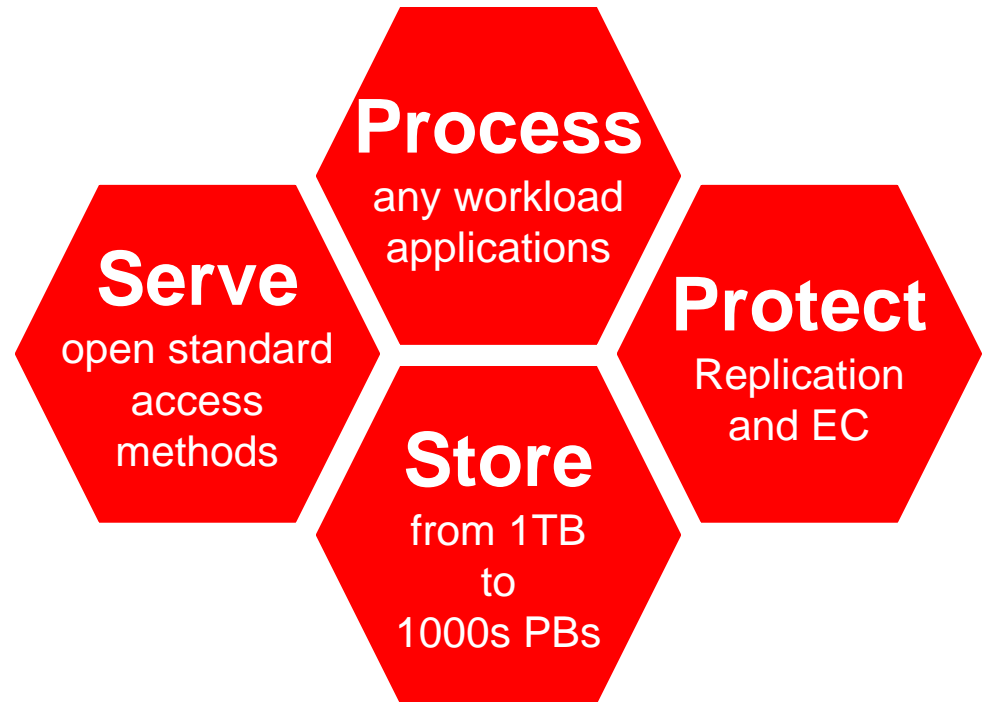 Process
any workload
applications
Serve
open standard
access
methods
Protect
Replication
and EC
Store
from 1TB
to
1000s PBs